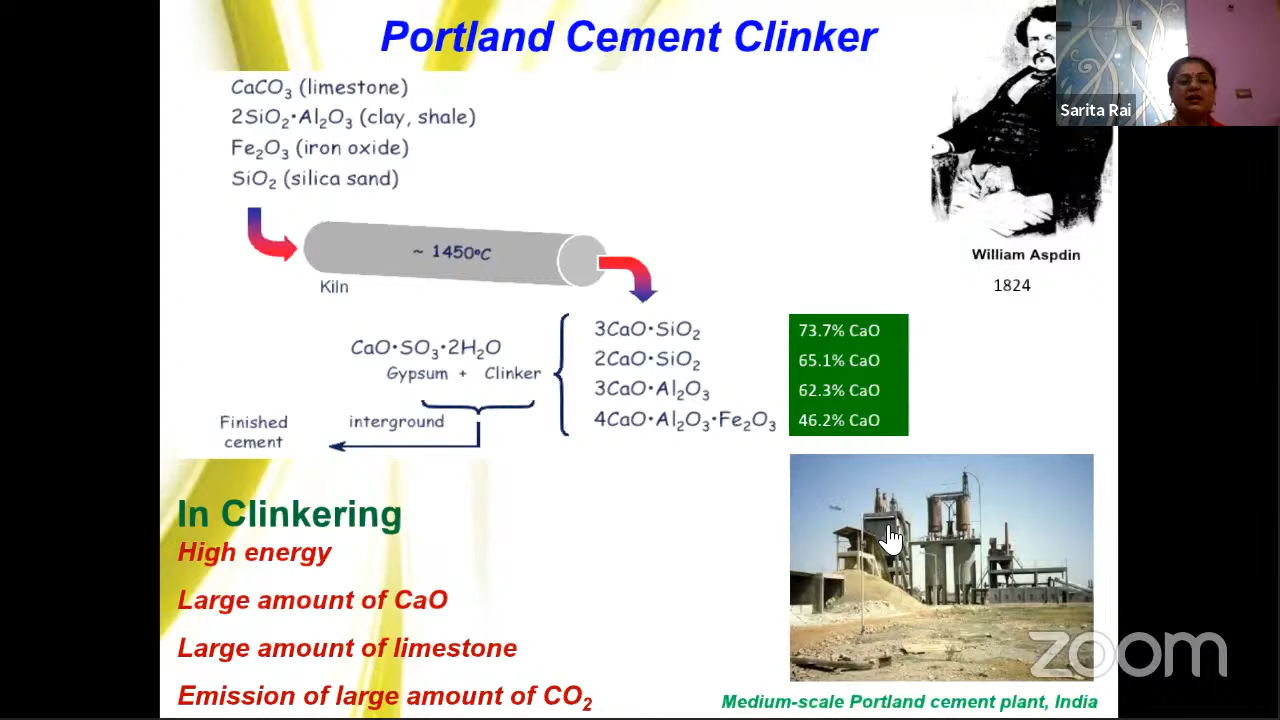 Portland Cement Clinker
CaCO₃ (limestone)
2SiO₂•Al₂O₃ (clay, shale)
Fe₂O₃ (iron oxide)
SiO₂ (silica sand)
~ 1450°C
Kiln
Sarita Rai
William Aspdin
1824
CaO•SO₃•2H₂O
Gypsum + Clinker
3CaO•SiO₂
2CaO•SiO₂
3CaO•Al₂O₃
4CaO•Al₂O₃•Fe₂O₃
73.7% CaO
65.1% CaO
62.3% CaO
46.2% CaO
interground
Finished
cement
In Clinkering
High energy
Large amount of CaO
Large amount of limestone
Emission of large amount of CO₂
zoom
Medium-scale Portland cement plant, India